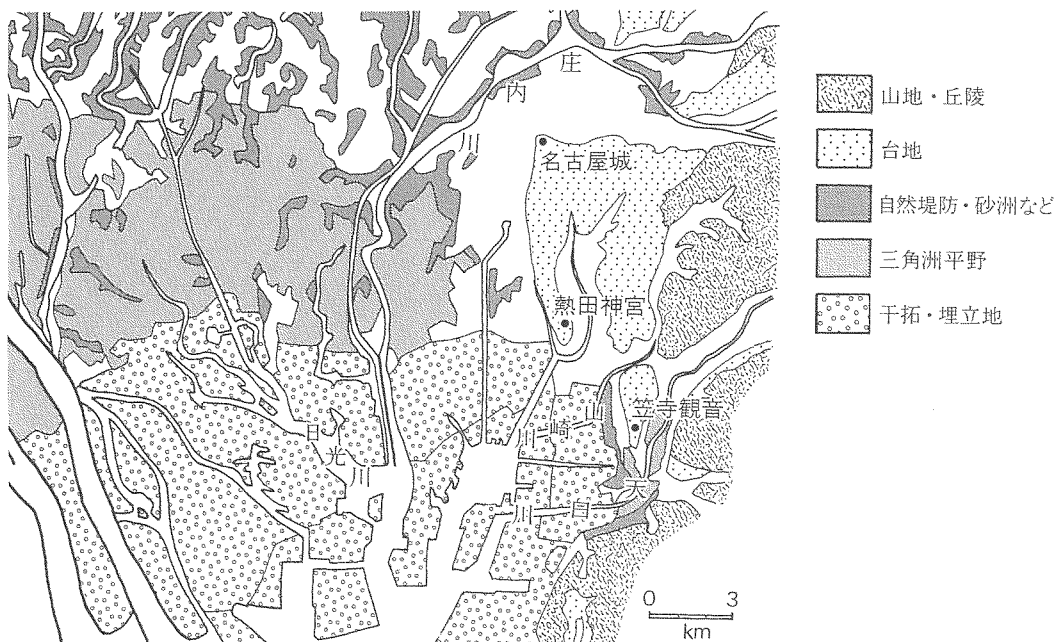 庄内川
名古屋城
熱田神宮
笠寺観音
山崎川
日光川
天白川
0 3
km
山地・丘陵
台地
自然堤防・砂洲など
三角洲平野
干拓・埋立地